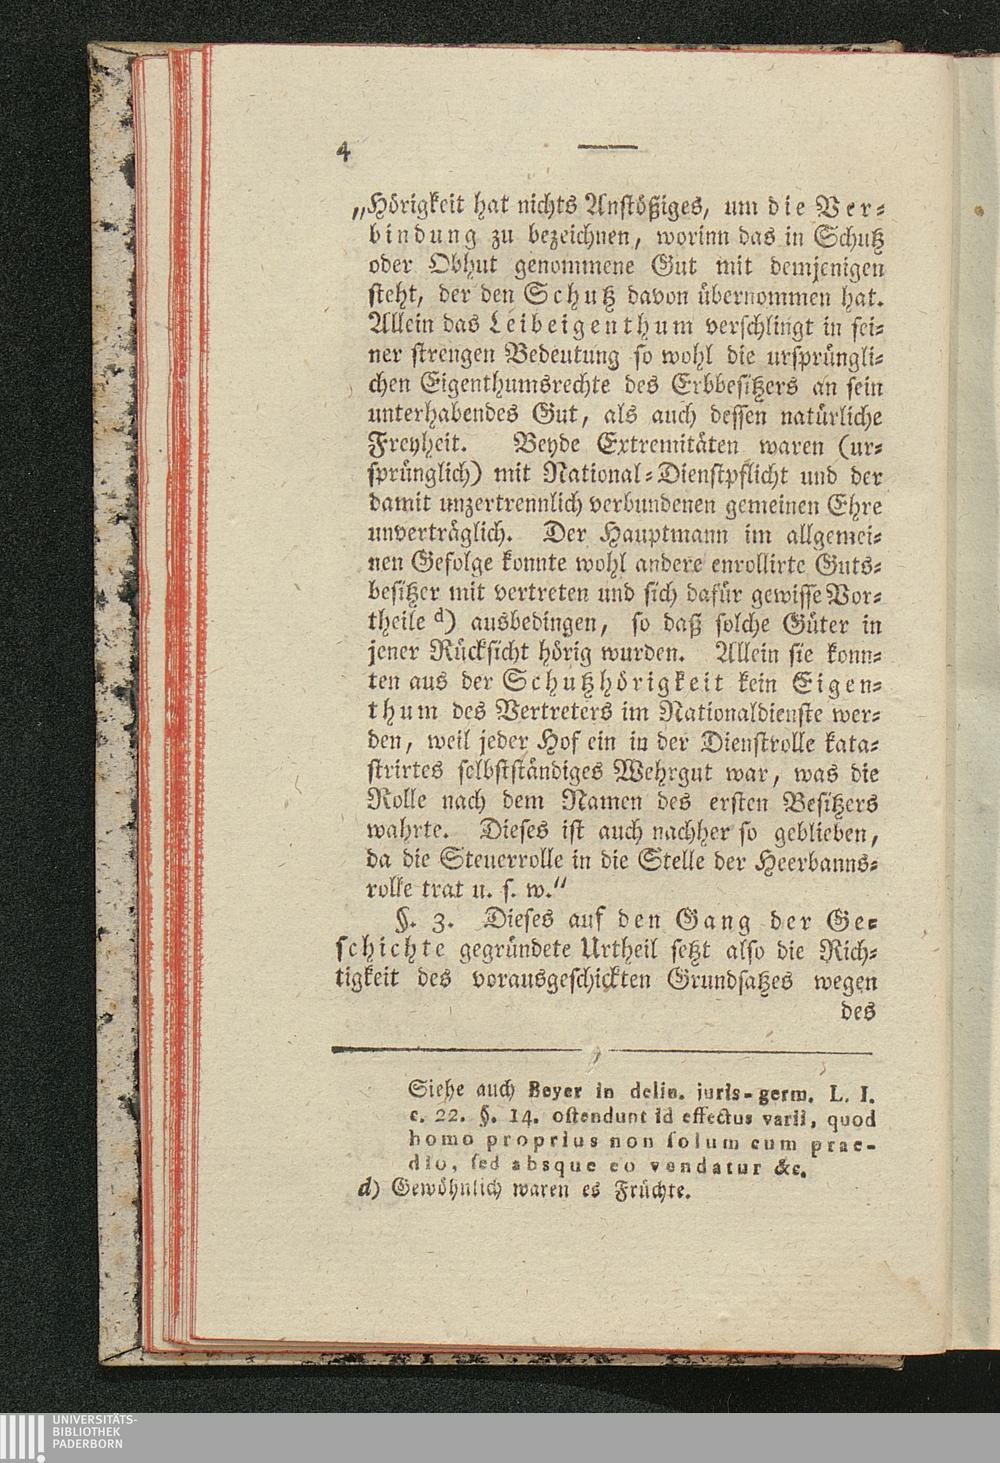 4
„Hörigkeit hat nichts Anstößiges, um die Ver-
bindung zu bezeichnen, worinn das in Schutz
oder Obhut genommene Gut mit demjenigen
steht, der den Schutz davon übernommen hat.
Allein das Leibeigenthum verschlingt in sei-
ner strengen Bedeutung so wohl die ursprüngli-
chen Eigenthumsrechte des Erbbesitzers an sein
unterhabendes Gut, als auch dessen natürliche
Freyheit. Beyde Extremitäten waren (ur-
sprünglich) mit National-Dienstpflicht und der
damit unzertrennlich verbundenen gemeinen Ehre
unverträglich. Der Hauptmann im allgemei-
nen Gefolge konnte wohl andere enrollirte Guts-
besitzer mit vertreten und sich dafür gewisse Vor-
theile d) ausbedingen, so daß solche Güter in
jener Rücksicht hörig wurden. Allein sie konn-
ten aus der Schutzhörigkeit kein Eigen-
thum des Vertreters im Nationaldienste wer-
den, weil jeder Hof ein in der Dienstrolle kata-
strirtes selbstständiges Wehrgut war, was die
Rolle nach dem Namen des ersten Besitzers
wahrte. Dieses ist auch nachher so geblieben,
da die Steuerrolle in die Stelle der Heerbanns-
rolle trat u. s. w."
§. 3. Dieses auf den Gang der Ge-
schichte gegründete Urtheil setzt also die Rich-
tigkeit des vorausgeschickten Grundsatzes wegen
des
Siehe auch Beyer in delin. juris-germ. L. I.
c. 22. §. 14. ostendunt id effectus varii, quod
homo proprius non solum cum prae-
dio, sed absque eo vendatur &c.
d) Gewöhnlich waren es Früchte.
UNIVERSITÄTS-
BIBLIOTHEK
PADERBORN